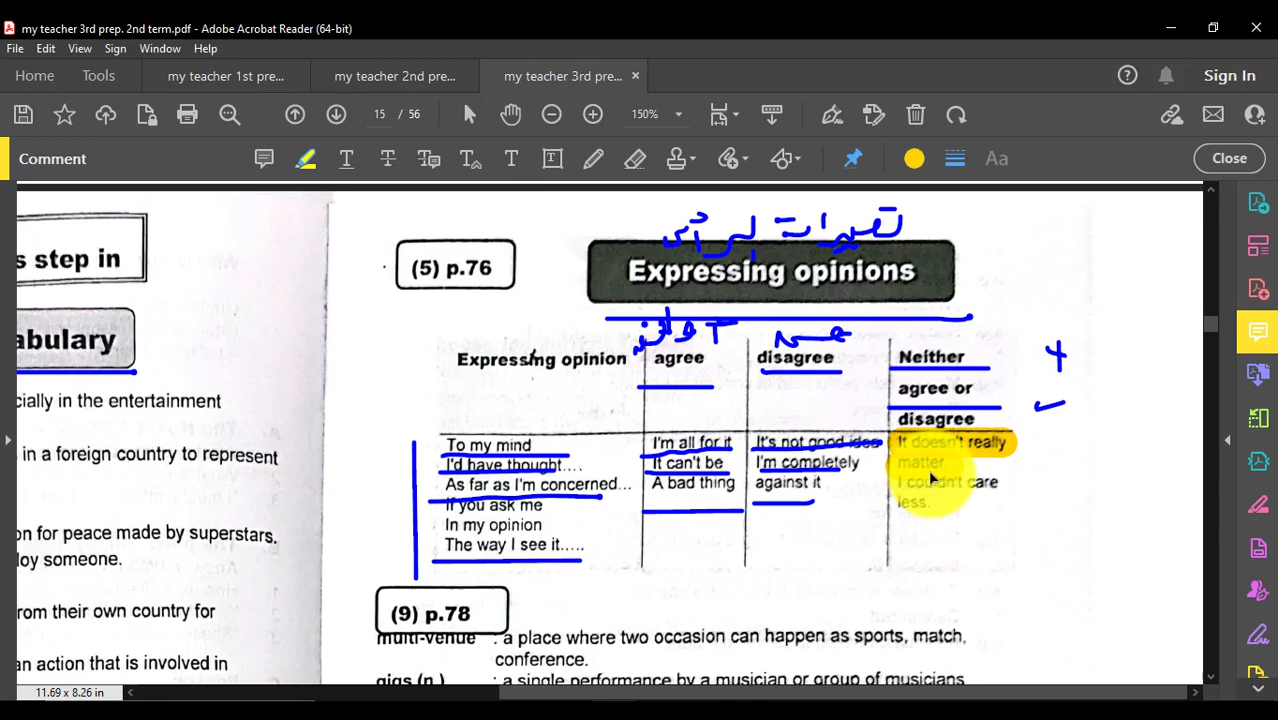 my teacher 3rd prep. 2nd term.pdf - Adobe Acrobat Reader (64-bit)
File Edit View Sign Window Help
Home Tools my teacher 1st pre... my teacher 2nd pre... my teacher 3rd pre... × Sign In
15 / 56 150%
Comment Close
s step in
(5) p.76
Expressing opinions
abulary
Expressing opinion agree disagree Neither
agree or
disagree
cially in the entertainment
in a foreign country to represent
To my mind I'm all for it It's not good idea It doesn't really
I'd have thought.... It can't be I'm completely matter.
As far as I'm concerned... A bad thing against it I couldn't care
If you ask me less.
In my opinion
The way I see it.....
on for peace made by superstars.
loy someone.
(9) p.78
rom their own country for
multi-venue : a place where two occasion can happen as sports, match,
conference.
an action that is involved in
gigs (n.) : a single performance by a musician or group of musicians
11.69 x 8.26 in